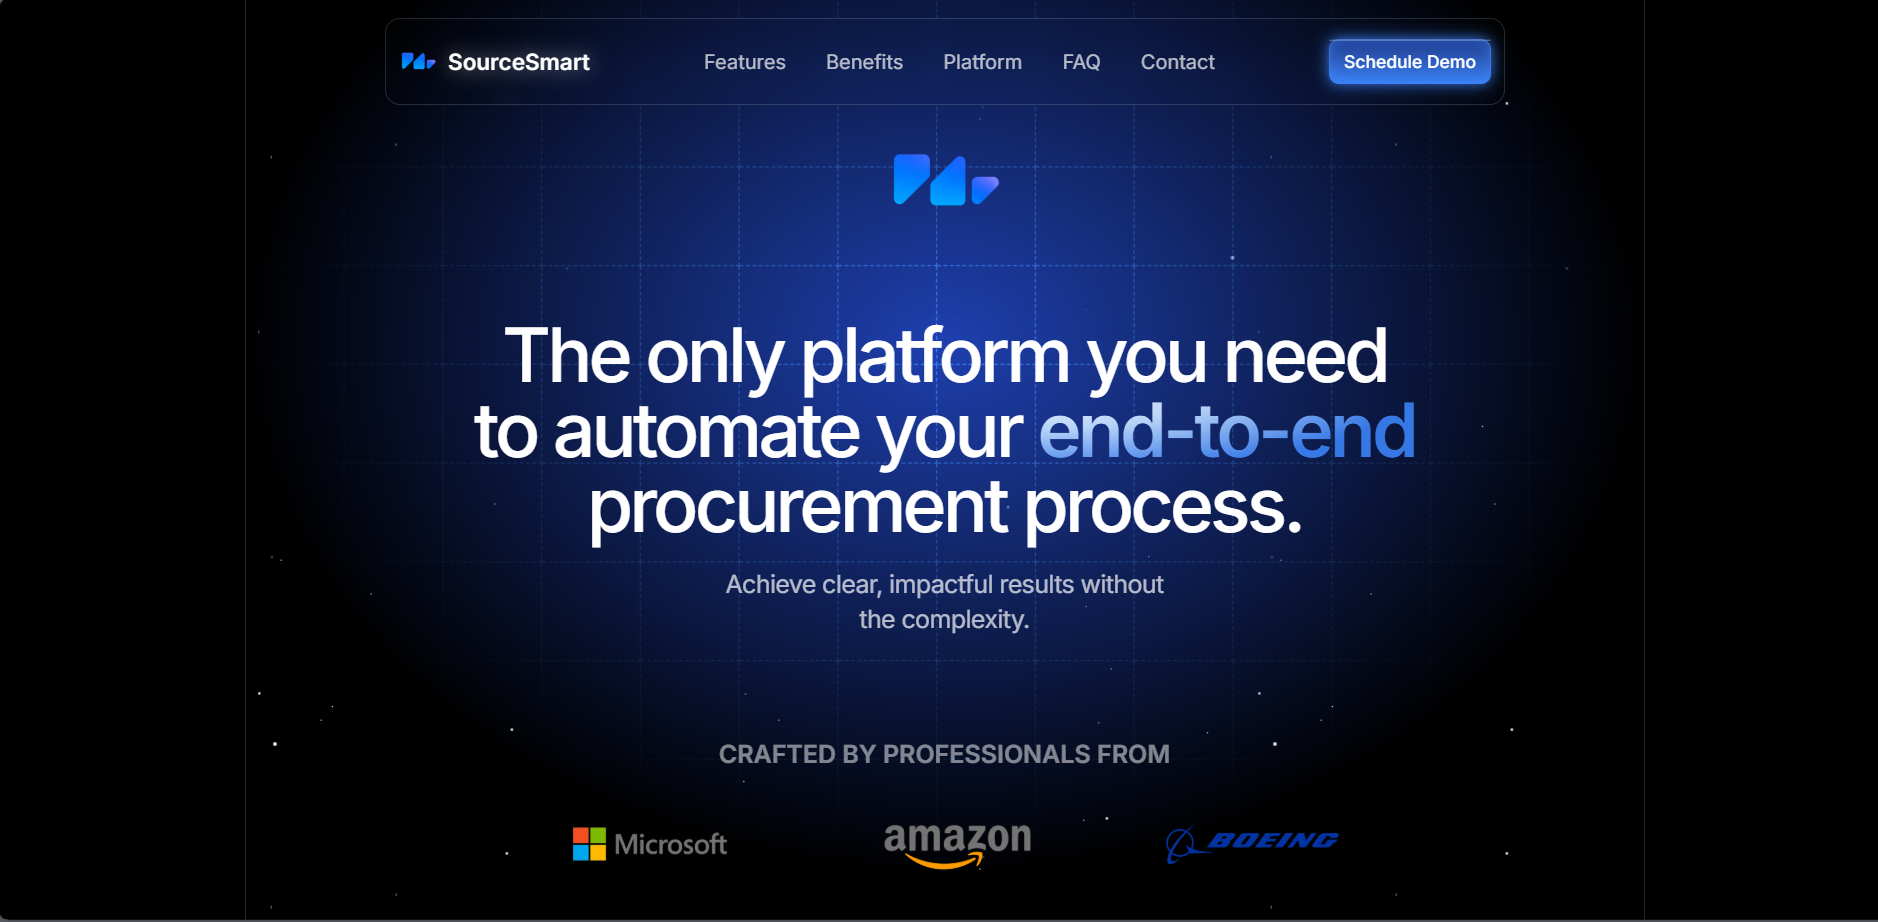 SourceSmart
Features
Benefits
Platform
FAQ
Contact
Schedule Demo
The only platform you need
to automate your end-to-end
procurement process.
Achieve clear, impactful results without
the complexity.
CRAFTED BY PROFESSIONALS FROM
Microsoft
amazon
BOEING